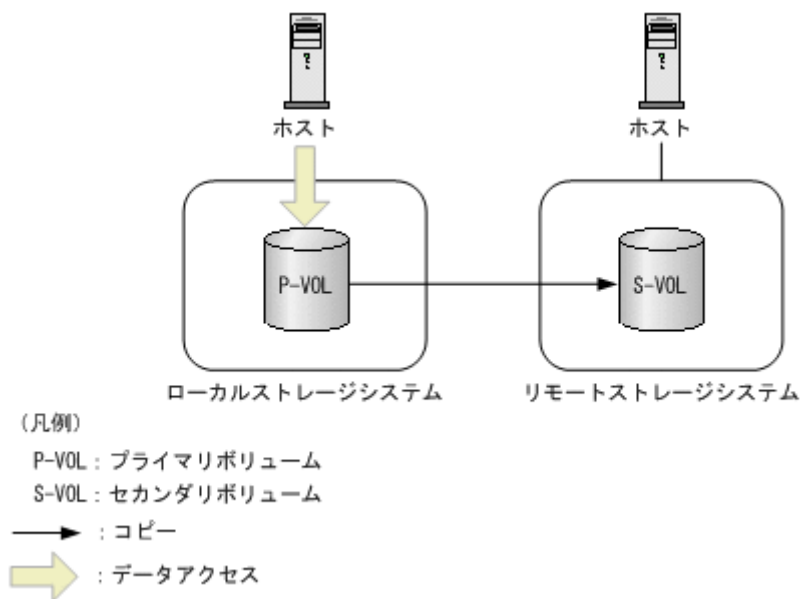 ホスト
ホスト
P-VOL
S-VOL
ローカルストレージシステム
リモートストレージシステム
(凡例)
P-VOL：プライマリボリューム
S-VOL：セカンダリボリューム
：コピー
：データアクセス